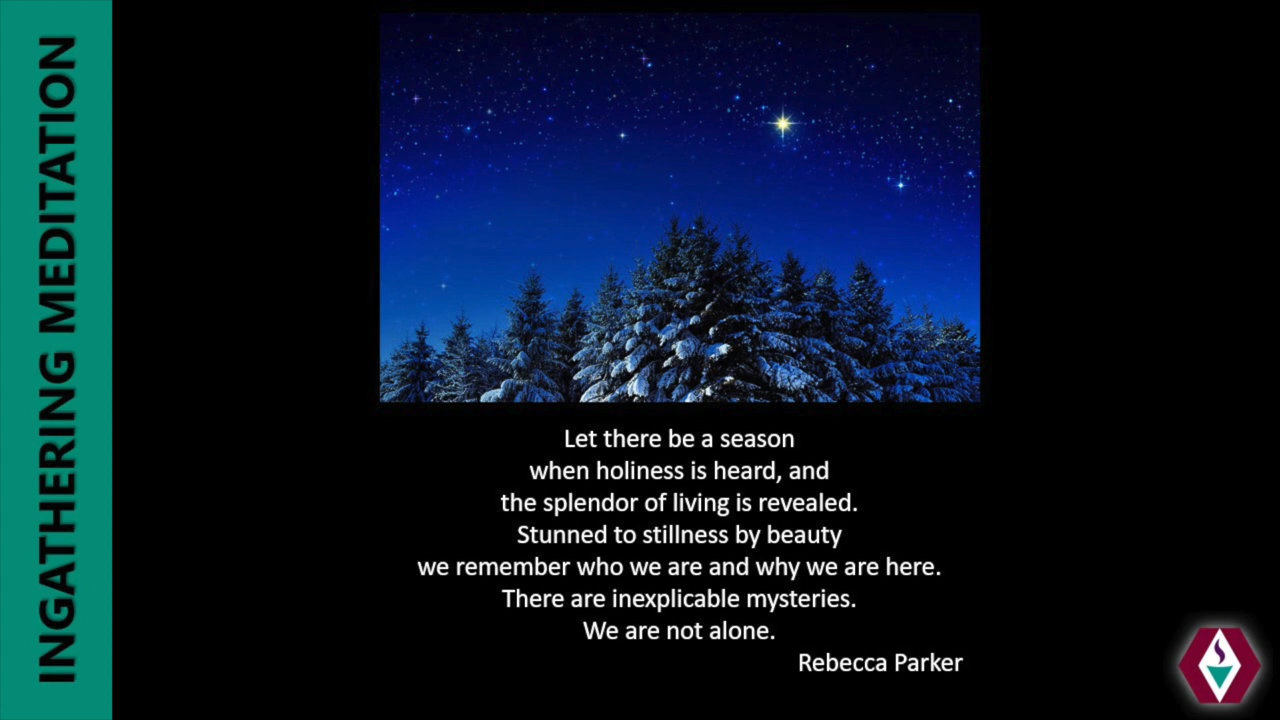 INGATHERING MEDITATION
Let there be a season
when holiness is heard, and
the splendor of living is revealed.
Stunned to stillness by beauty
we remember who we are and why we are here.
There are inexplicable mysteries.
We are not alone.
Rebecca Parker